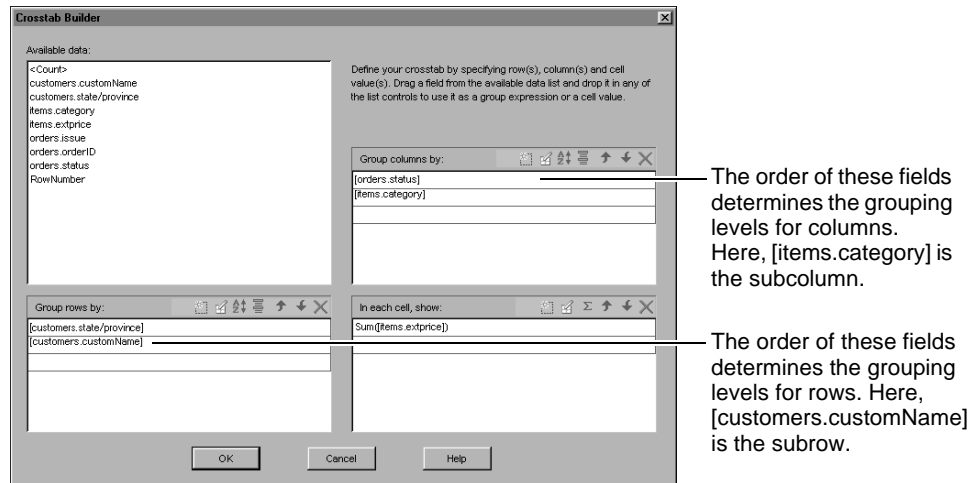 Crosstab Builder
Available data:
<Count>
customers.customName
customers.state/province
items.category
items.extprice
orders.issue
orders.orderID
orders.status
RowNumber
Define your crosstab by specifying row(s), column(s) and cell
value(s). Drag a field from the available data list and drop it in any of
the list controls to use it as a group expression or a cell value.
Group columns by:
[orders.status]
[items.category]
Group rows by:
[customers.state/province]
[customers.customName]
In each cell, show:
Sum([items.extprice])
OK
Cancel
Help
The order of these fields
determines the grouping
levels for columns.
Here, [items.category] is
the subcolumn.
The order of these fields
determines the grouping
levels for rows. Here,
[customers.customName]
is the subrow.